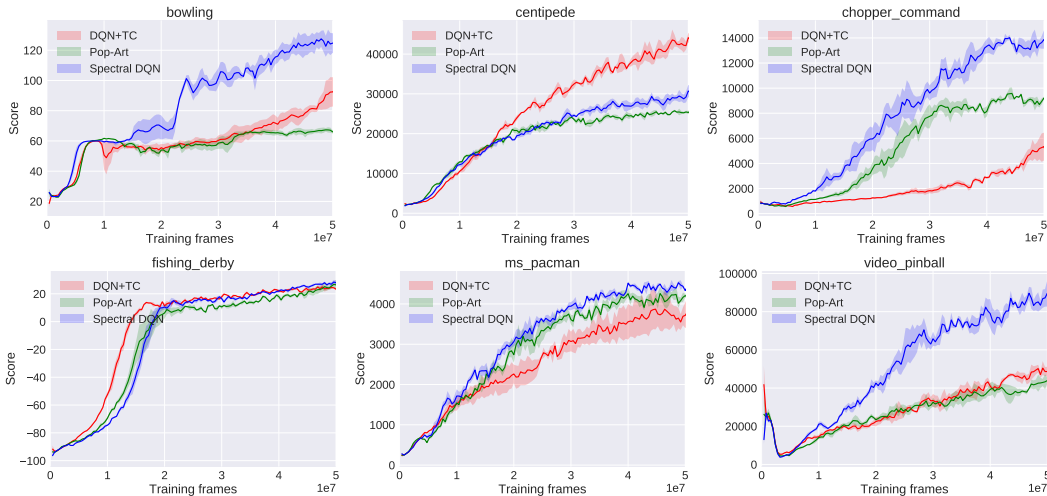 bowling
DQN+TC
Pop-Art
Spectral DQN
Score
120
100
80
60
40
20
0 1 2 3 4 5
Training frames
1e7
centipede
DQN+TC
Pop-Art
Spectral DQN
Score
40000
30000
20000
10000
0
0 1 2 3 4 5
Training frames
1e7
chopper_command
DQN+TC
Pop-Art
Spectral DQN
Score
14000
12000
10000
8000
6000
4000
2000
0
0 1 2 3 4 5
Training frames
1e7
fishing_derby
DQN+TC
Pop-Art
Spectral DQN
Score
20
0
−20
−40
−60
−80
−100
0 1 2 3 4 5
Training frames
1e7
ms_pacman
DQN+TC
Pop-Art
Spectral DQN
Score
4000
3000
2000
1000
0
0 1 2 3 4 5
Training frames
1e7
video_pinball
DQN+TC
Pop-Art
Spectral DQN
Score
100000
80000
60000
40000
20000
0
0 1 2 3 4 5
Training frames
1e7